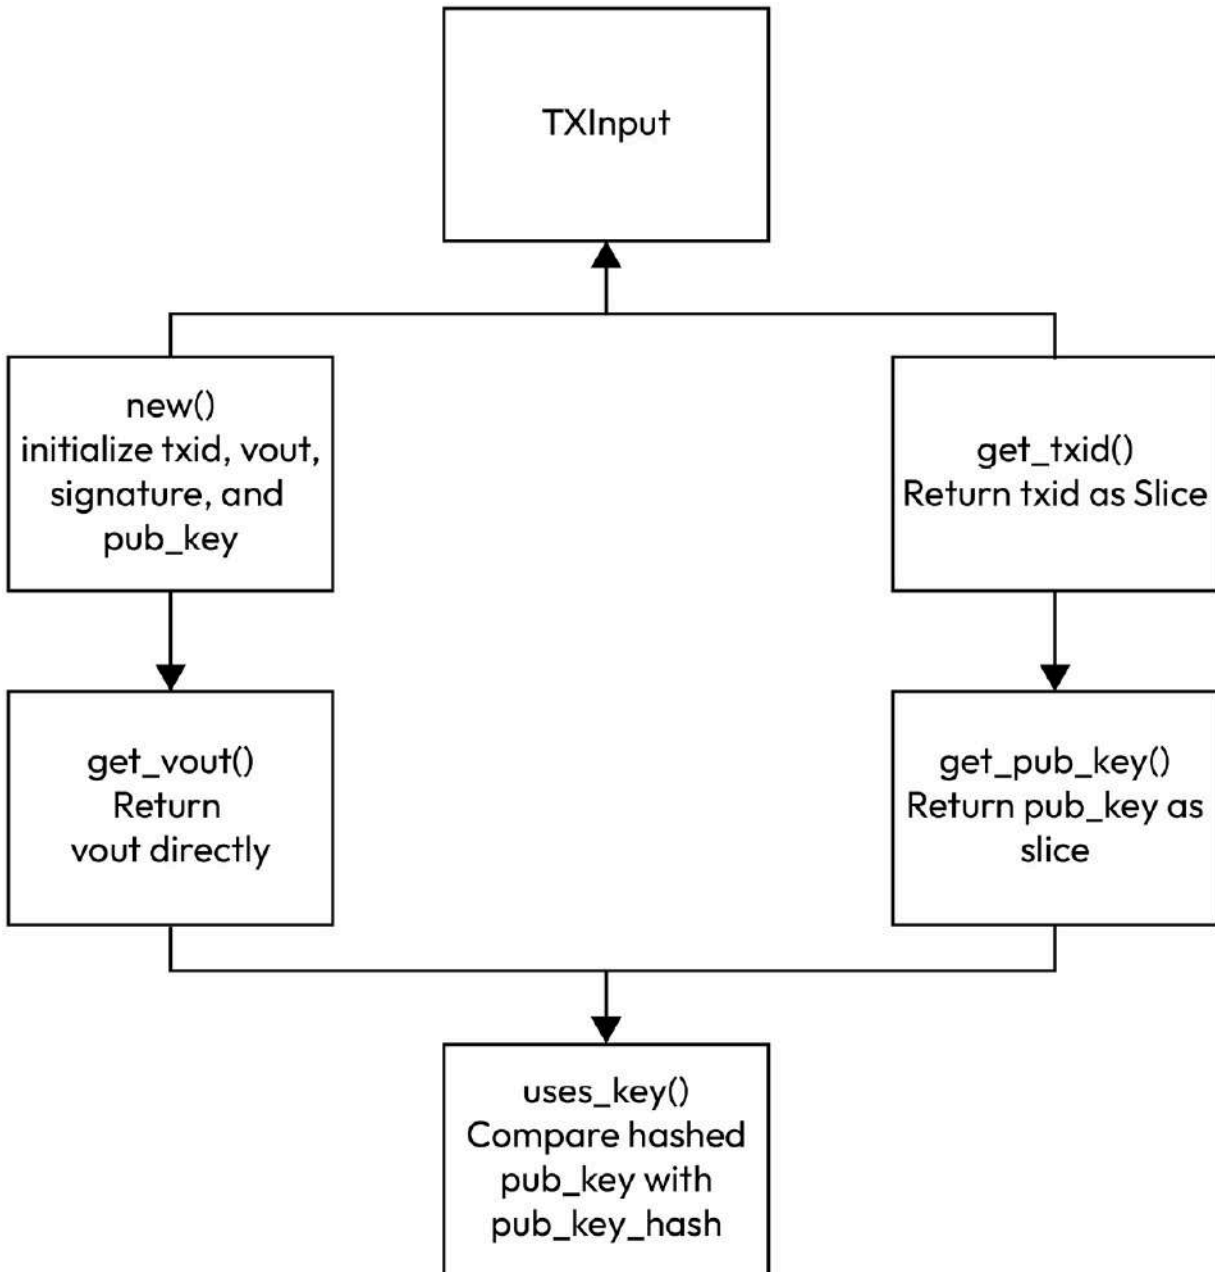 TXInput
new()
initialize txid, vout,
signature, and
pub_key
get_txid()
Return txid as Slice
get_vout()
Return
vout directly
get_pub_key()
Return pub_key as
slice
uses_key()
Compare hashed
pub_key with
pub_key_hash